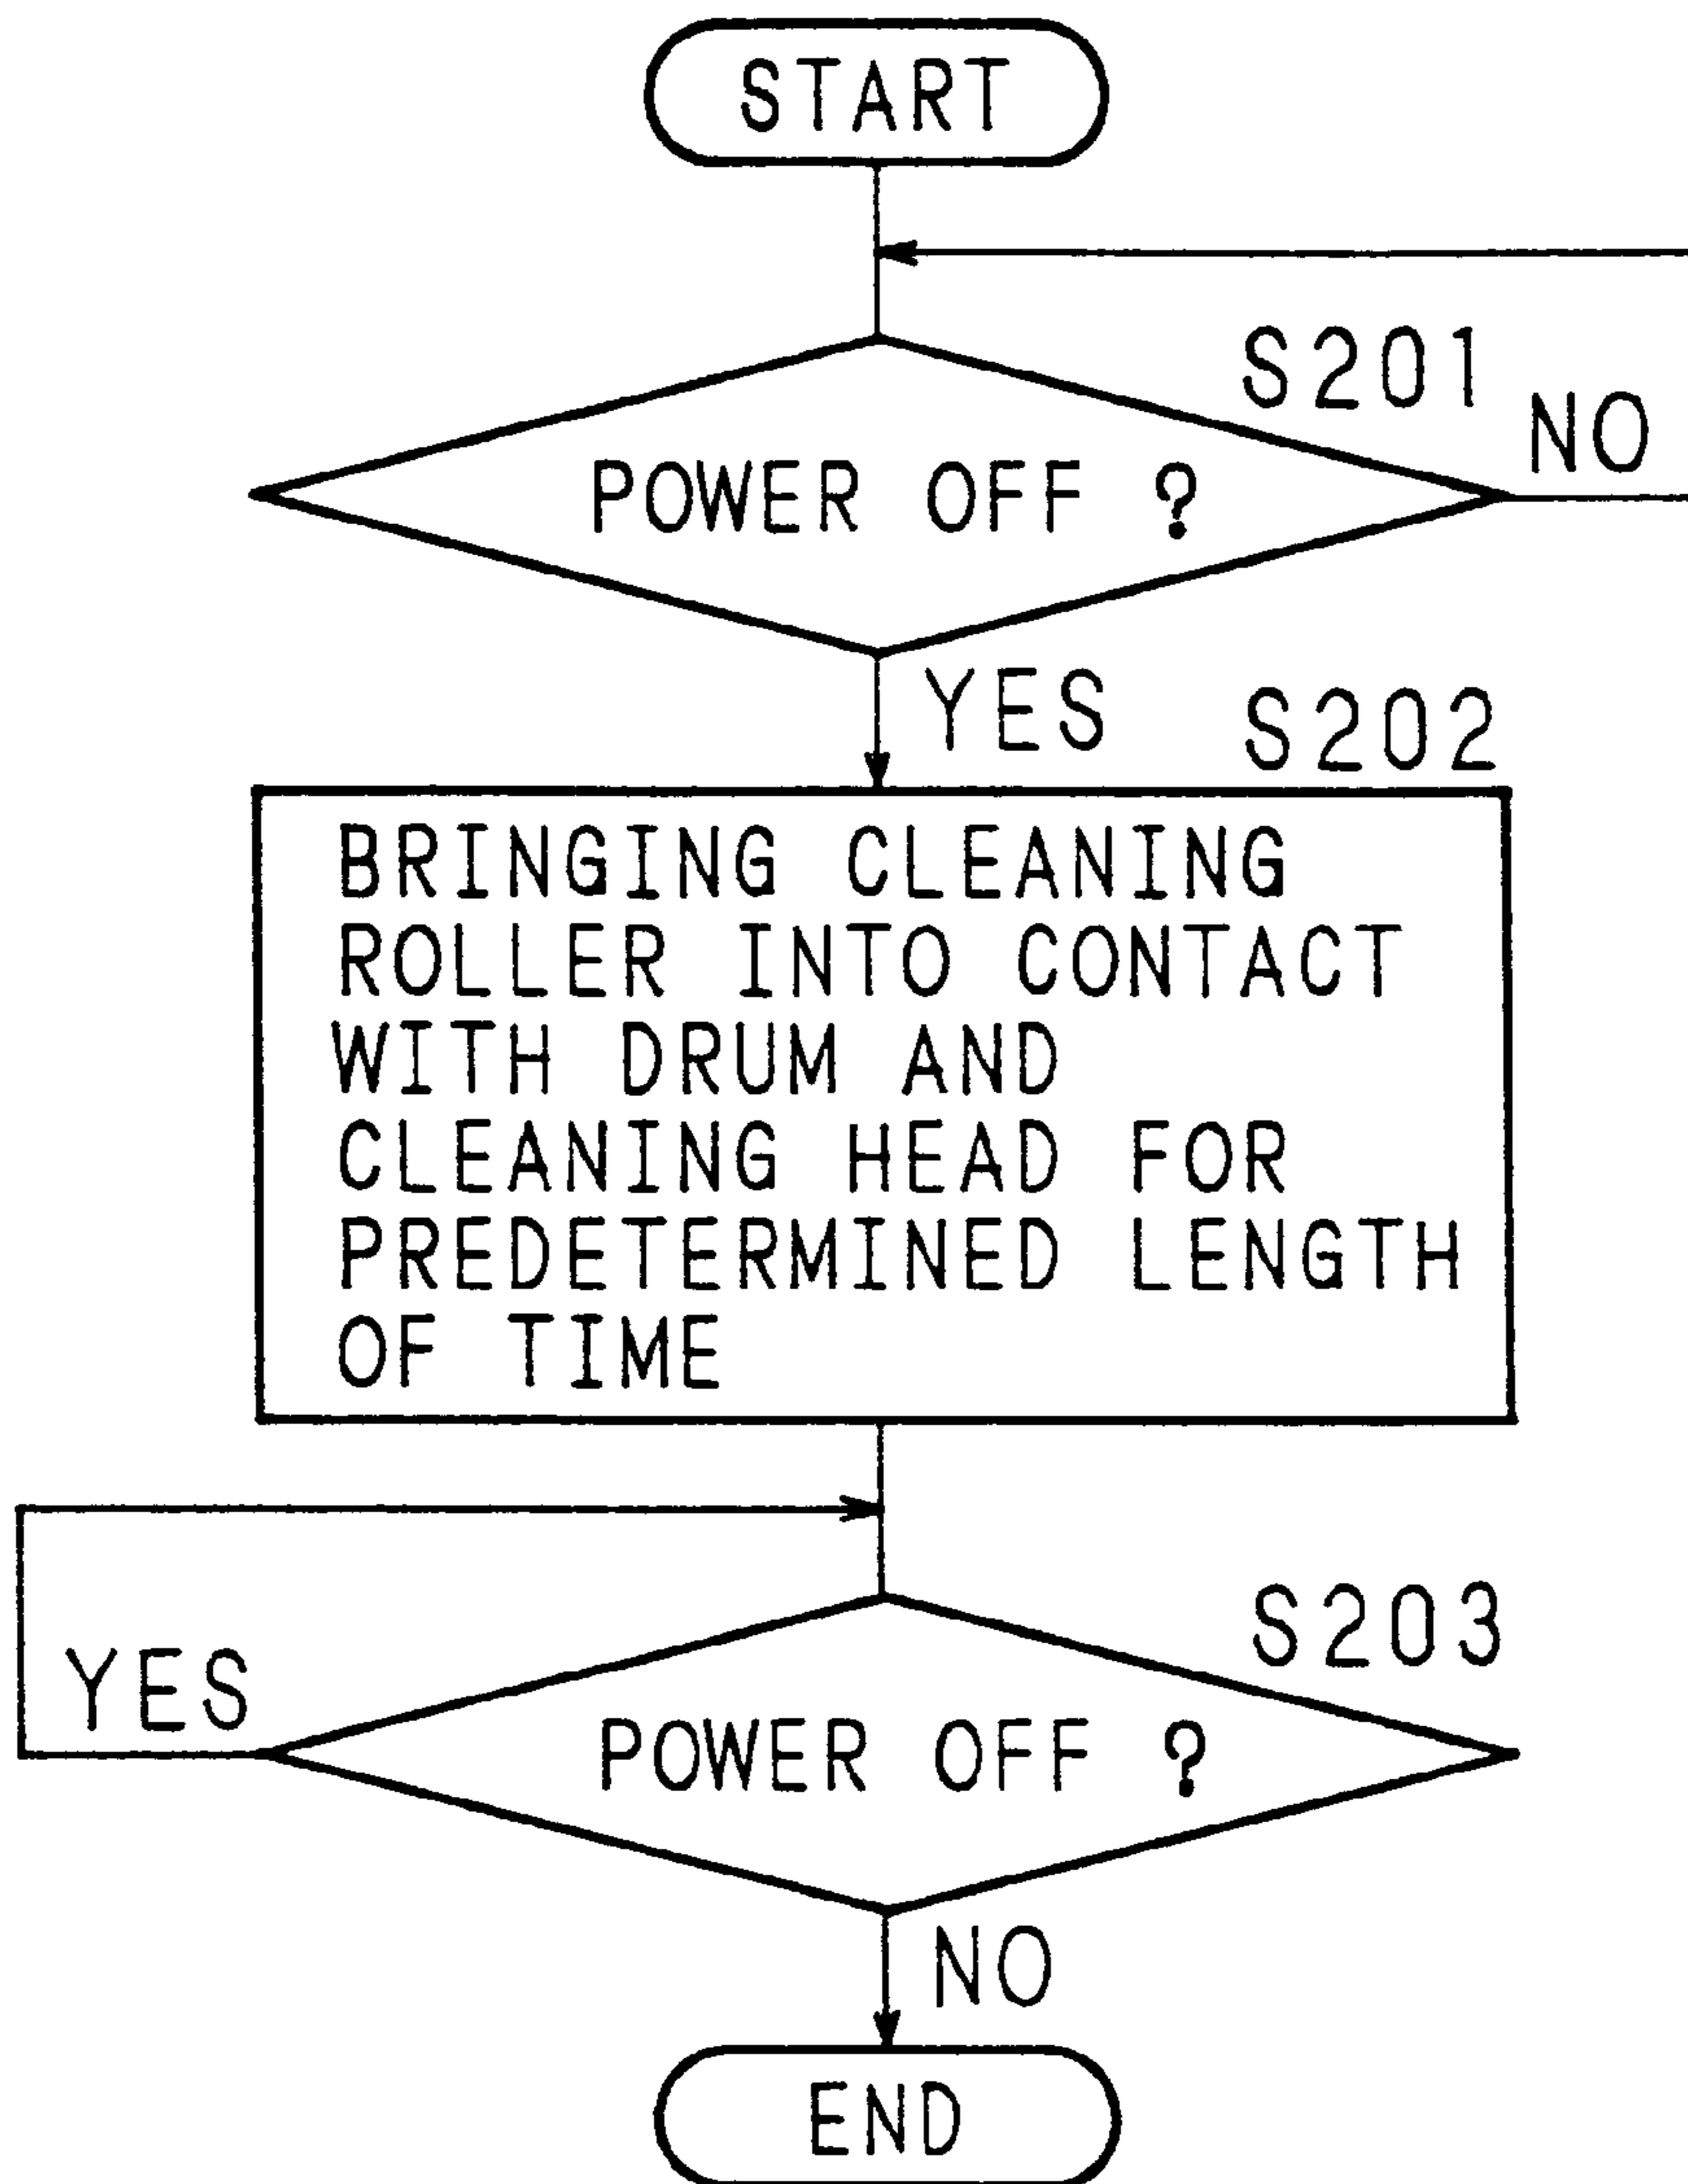 START
S201
NO
POWER OFF ?
YES
S202
BRINGING CLEANING
ROLLER INTO CONTACT
WITH DRUM AND
CLEANING HEAD FOR
PREDETERMINED LENGTH
OF TIME
S203
YES
POWER OFF ?
NO
END